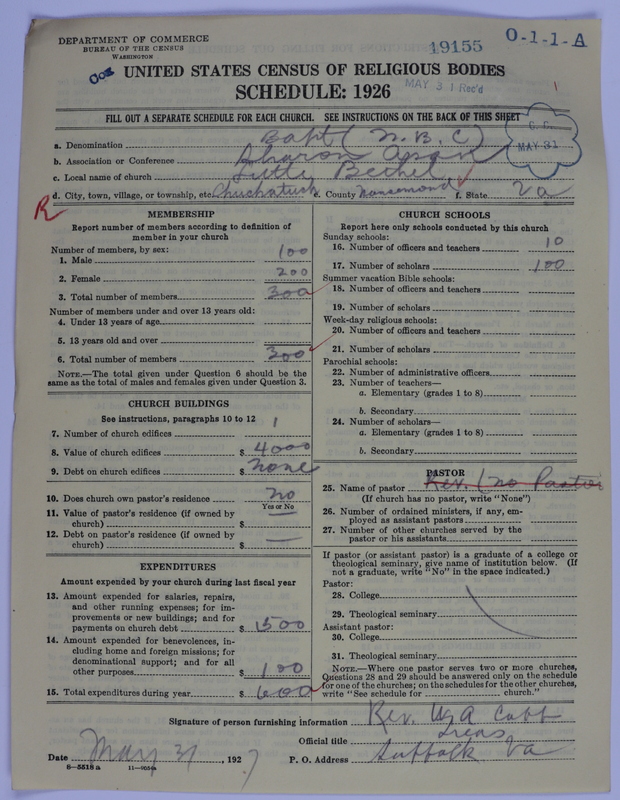 DEPARTMENT OF COMMERCE
BUREAU OF THE CENSUS
WASHINGTON
19155
O-1-1-A
UNITED STATES CENSUS OF RELIGIOUS BODIES
MAY 31 Rec'd
SCHEDULE: 1926
FILL OUT A SEPARATE SCHEDULE FOR EACH CHURCH. SEE INSTRUCTIONS ON THE BACK OF THIS SHEET
MAY 31
a. Denomination Bapt (N.B.C)
b. Association or Conference Sharon
c. Local name of church Little Bethel
d. City, town, village, or township, etc. Chuckatuck e. County Nansemond f. State Va
R
MEMBERSHIP
Report number of members according to definition of
member in your church
Number of members, by sex:
1. Male 100
2. Female 200
3. Total number of members 300
Number of members under and over 13 years old:
4. Under 13 years of age
5. 13 years old and over
6. Total number of members 300
NOTE.—The total given under Question 6 should be
same as the total of males and females given under Question 3.
CHURCH BUILDINGS
See instructions, paragraphs 10 to 12
7. Number of church edifices 1
8. Value of church edifices $ 4000
9. Debt on church edifices $ none
10. Does church own pastor's residence no
Yes or No
11. Value of pastor's residence (if owned by
church) $
12. Debt on pastor's residence (if owned by
church) $
EXPENDITURES
Amount expended by your church during last fiscal year
13. Amount expended for salaries, repairs,
and other running expenses; for im-
provements or new buildings; and for
payments on church debt $ 1500
14. Amount expended for benevolences, in-
cluding home and foreign missions; for
denominational support; and for all
other purposes $ 100
15. Total expenditures during year $ 600
CHURCH SCHOOLS
Report here only schools conducted by this church
Sunday schools:
16. Number of officers and teachers 10
17. Number of scholars 100
Summer vacation Bible schools:
18. Number of officers and teachers
19. Number of scholars
Week-day religious schools:
20. Number of officers and teachers
21. Number of scholars
Parochial schools:
22. Number of administrative officers
23. Number of teachers—
a. Elementary (grades 1 to 8)
b. Secondary
24. Number of scholars—
a. Elementary (grades 1 to 8)
b. Secondary
PASTOR
25. Name of pastor Rev. (no Pastor
(If church has no pastor, write "None")
26. Number of ordained ministers, if any, em-
ployed as assistant pastors
27. Number of other churches served by the
pastor or his assistants
If pastor (or assistant pastor) is a graduate of a college or
theological seminary, give name of institution below. (If
not a graduate, write "No" in the space indicated.)
Pastor:
28. College
29. Theological seminary
Assistant pastor:
30. College
31. Theological seminary
NOTE.—Where one pastor serves two or more churches,
Questions 28 and 29 should be answered only on the schedule
for one of the churches; on the schedules for the other churches,
write "See schedule for church."
Signature of person furnishing information Rev. W A Cobb
Official title Treas
Date May 31, 1927 P. O. Address Suffolk Va
8—5518 a